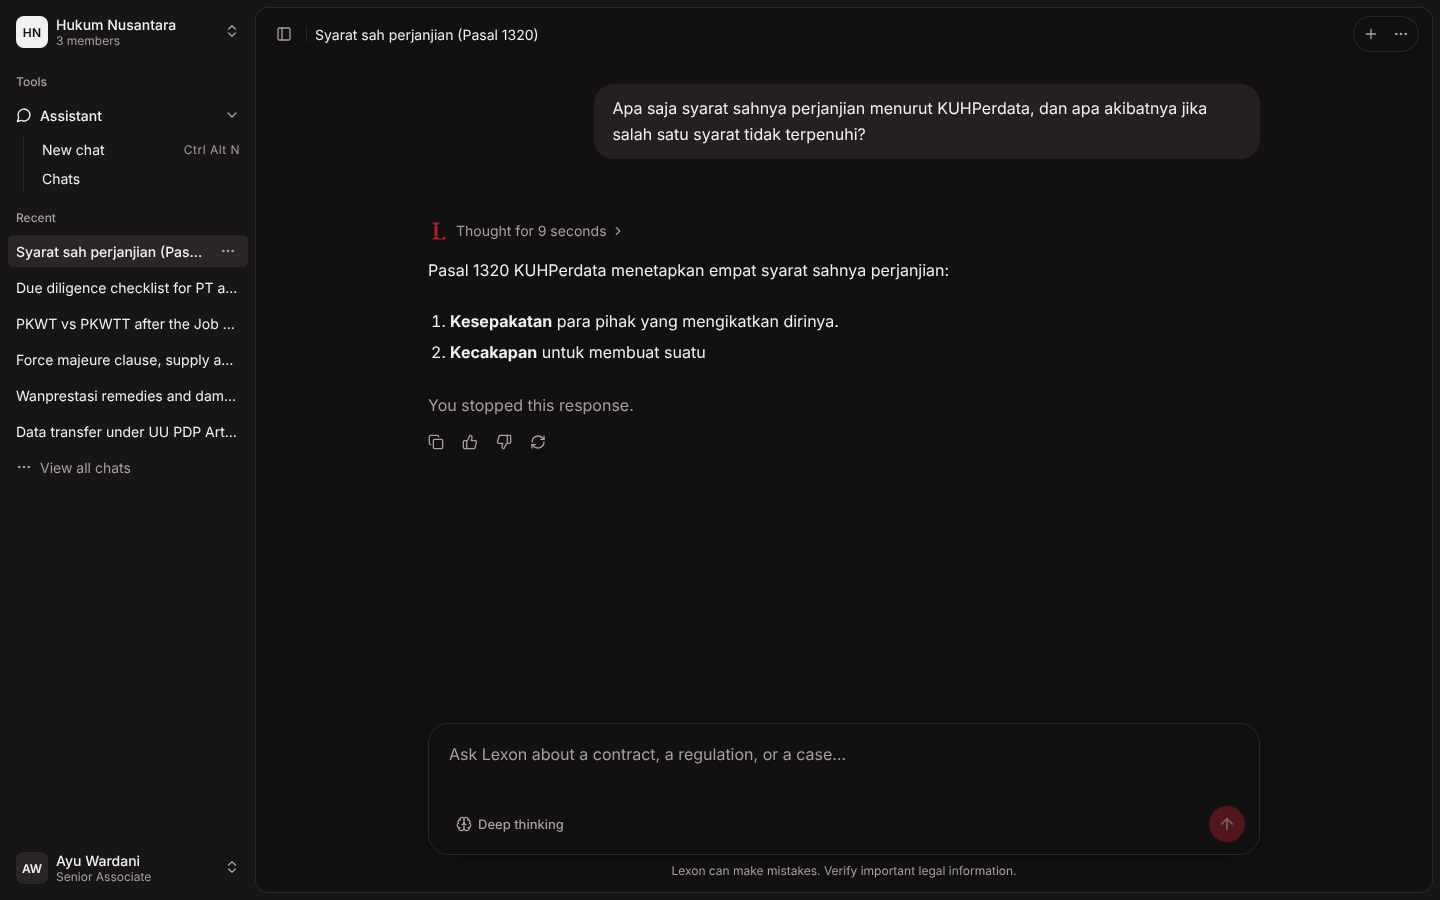 HN
Hukum Nusantara
3 members
Tools
Assistant
New chat Ctrl Alt N
Chats
Recent
Syarat sah perjanjian (Pas...
Due diligence checklist for PT a...
PKWT vs PKWTT after the Job ...
Force majeure clause, supply a...
Wanprestasi remedies and dam...
Data transfer under UU PDP Art...
View all chats
AW
Ayu Wardani
Senior Associate
Syarat sah perjanjian (Pasal 1320)
Apa saja syarat sahnya perjanjian menurut KUHPerdata, dan apa akibatnya jika
salah satu syarat tidak terpenuhi?
L Thought for 9 seconds
Pasal 1320 KUHPerdata menetapkan empat syarat sahnya perjanjian:
1. Kesepakatan para pihak yang mengikatkan dirinya.
2. Kecakapan untuk membuat suatu
You stopped this response.
Ask Lexon about a contract, a regulation, or a case...
Deep thinking
Lexon can make mistakes. Verify important legal information.